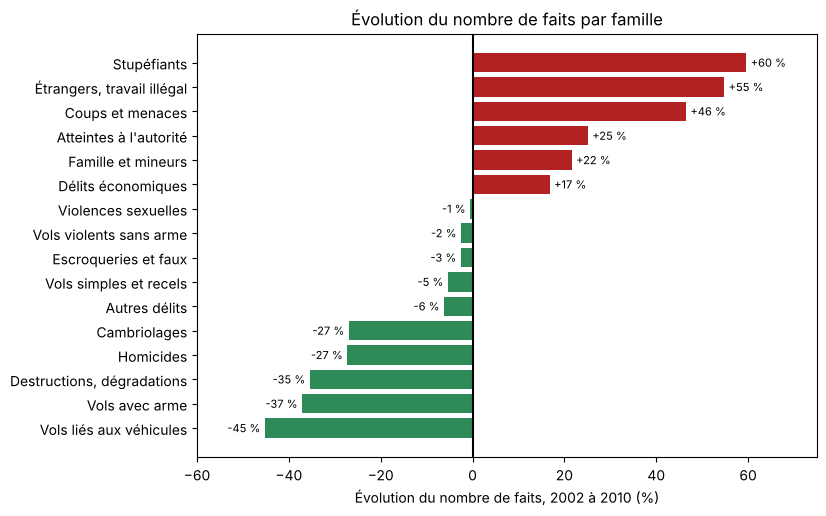 Évolution du nombre de faits par famille
Stupéfiants +60 %
Étrangers, travail illégal +55 %
Coups et menaces +46 %
Atteintes à l'autorité +25 %
Famille et mineurs +22 %
Délits économiques +17 %
Violences sexuelles -1 %
Vols violents sans arme -2 %
Escroqueries et faux -3 %
Vols simples et recels -5 %
Autres délits -6 %
Cambriolages -27 %
Homicides -27 %
Destructions, dégradations -35 %
Vols avec arme -37 %
Vols liés aux véhicules -45 %
−60 −40 −20 0 20 40 60
Évolution du nombre de faits, 2002 à 2010 (%)